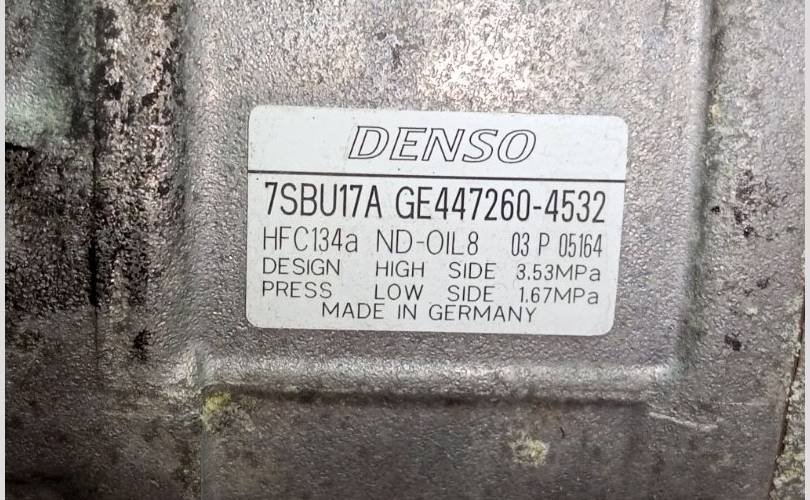 DENSO
7SBU17A GE447260-4532
HFC134a ND-OIL8 03 P 05164
DESIGN HIGH SIDE 3.53MPa
PRESS LOW SIDE 1.67MPa
MADE IN GERMANY